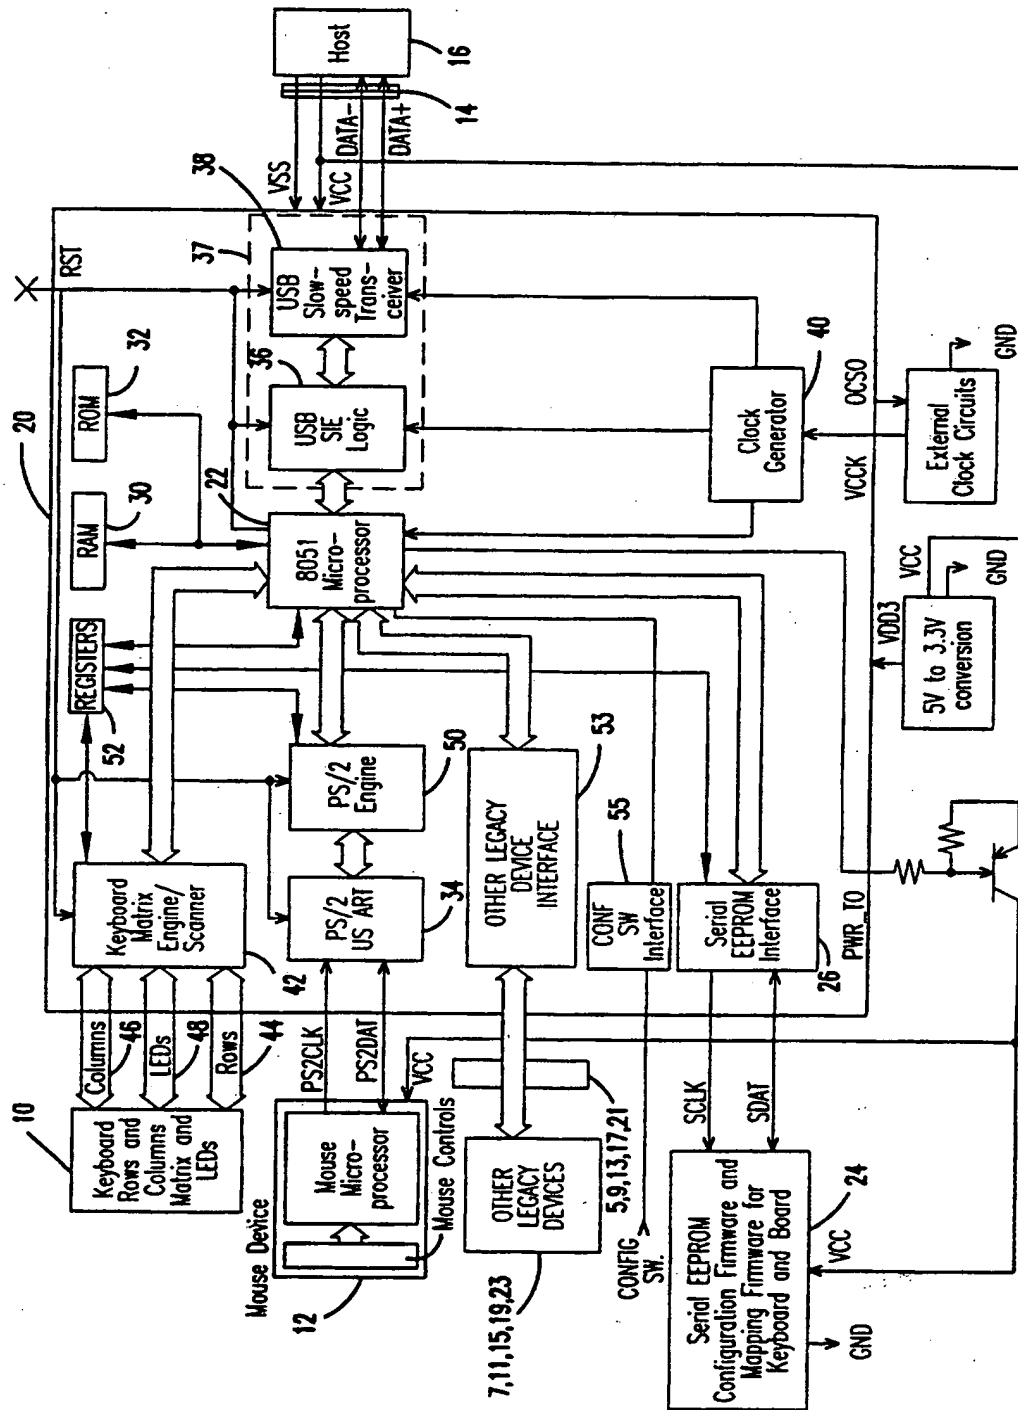 10
Keyboard
Rows and
Columns
Matrix and
LEDs
Columns
46
LEDs
48
Rows
44
Mouse Device
Mouse
Micro-
processor
Mouse Controls
12
PS2CLK
PS2DAT
VCC
OTHER
LEGACY
DEVICES
7,11,15,19,23
5,9,13,17,21
CONFIG
SW.
SCLK
SDAT
Serial EEPROM
Configuration Firmware and
Mapping Firmware for
Keyboard and Board
24
VCC
GND
20
Keyboard
Matrix
Engine/
Scanner
42
REGISTERS
52
RAM
30
ROM
32
RST
PS/2
US ART
34
PS/2
Engine
50
OTHER LEGACY
DEVICE
INTERFACE
53
CONF
SW
Interface
55
Serial
EEPROM
Interface
26
PWR_TO
22
8051
Micro-
processor
36
USB
SIE
Logic
37
38
USB
Slow-
speed
Trans-
ceiver
VSS
VCC
DATA-
DATA+
14
Host
16
Clock
Generator
40
VCCK
OCSO
External
Clock Circuits
GND
VDD3
5V to 3.3V
conversion
VCC
GND